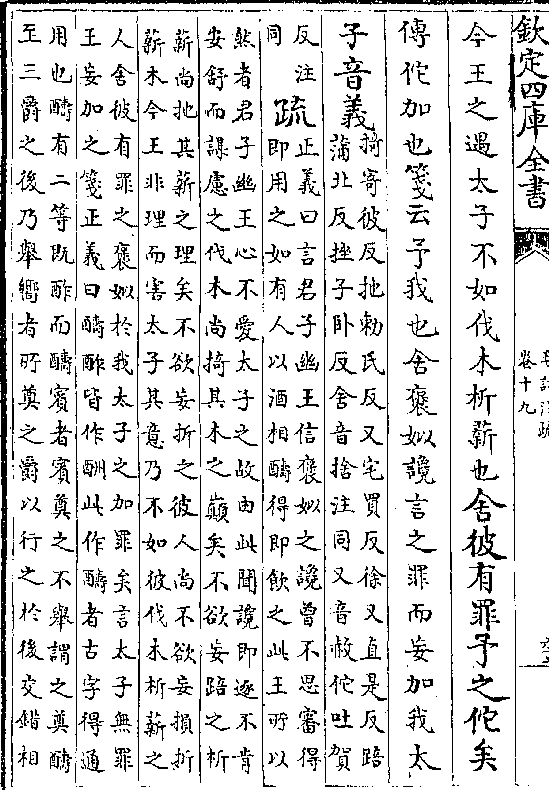 欽定四庫全書
卷十九
今王之遇太子不如伐木析薪也舍彼有罪予之佗矣
傳佗加也箋云予我也舍襃姒讒言之罪而妄加我太
子音義掎寄彼反扡勑氏反又宅買反徐又直是反踣
蒲北反挫子卧反舍音捨注同又音赦佗吐賀
反注
同
疏正義曰言君子幽王信襃姒之讒曽不思審得
即用之如有人以酒相醻得即飲之此王所以
然者君子幽王心不愛太子之故由此聞讒即逐不肯
安舒而謀慮之伐木尚掎其木之巔矣不欲妄踣之析
薪尚扡其薪之理矣不欲妄折之彼人尚不欲妄損折
薪木今王非理而害太子其意乃不如彼伐木析薪之
人舍彼有罪之襃姒於我太子之加罪矣言太子無罪
王妄加之箋正義曰醻酢皆作酬此作醻者古字得通
用也醻有二等既酢而醻賓者賓奠之不舉謂之奠醻
至三爵之後乃舉嚮者所奠之爵以行之於後交錯相